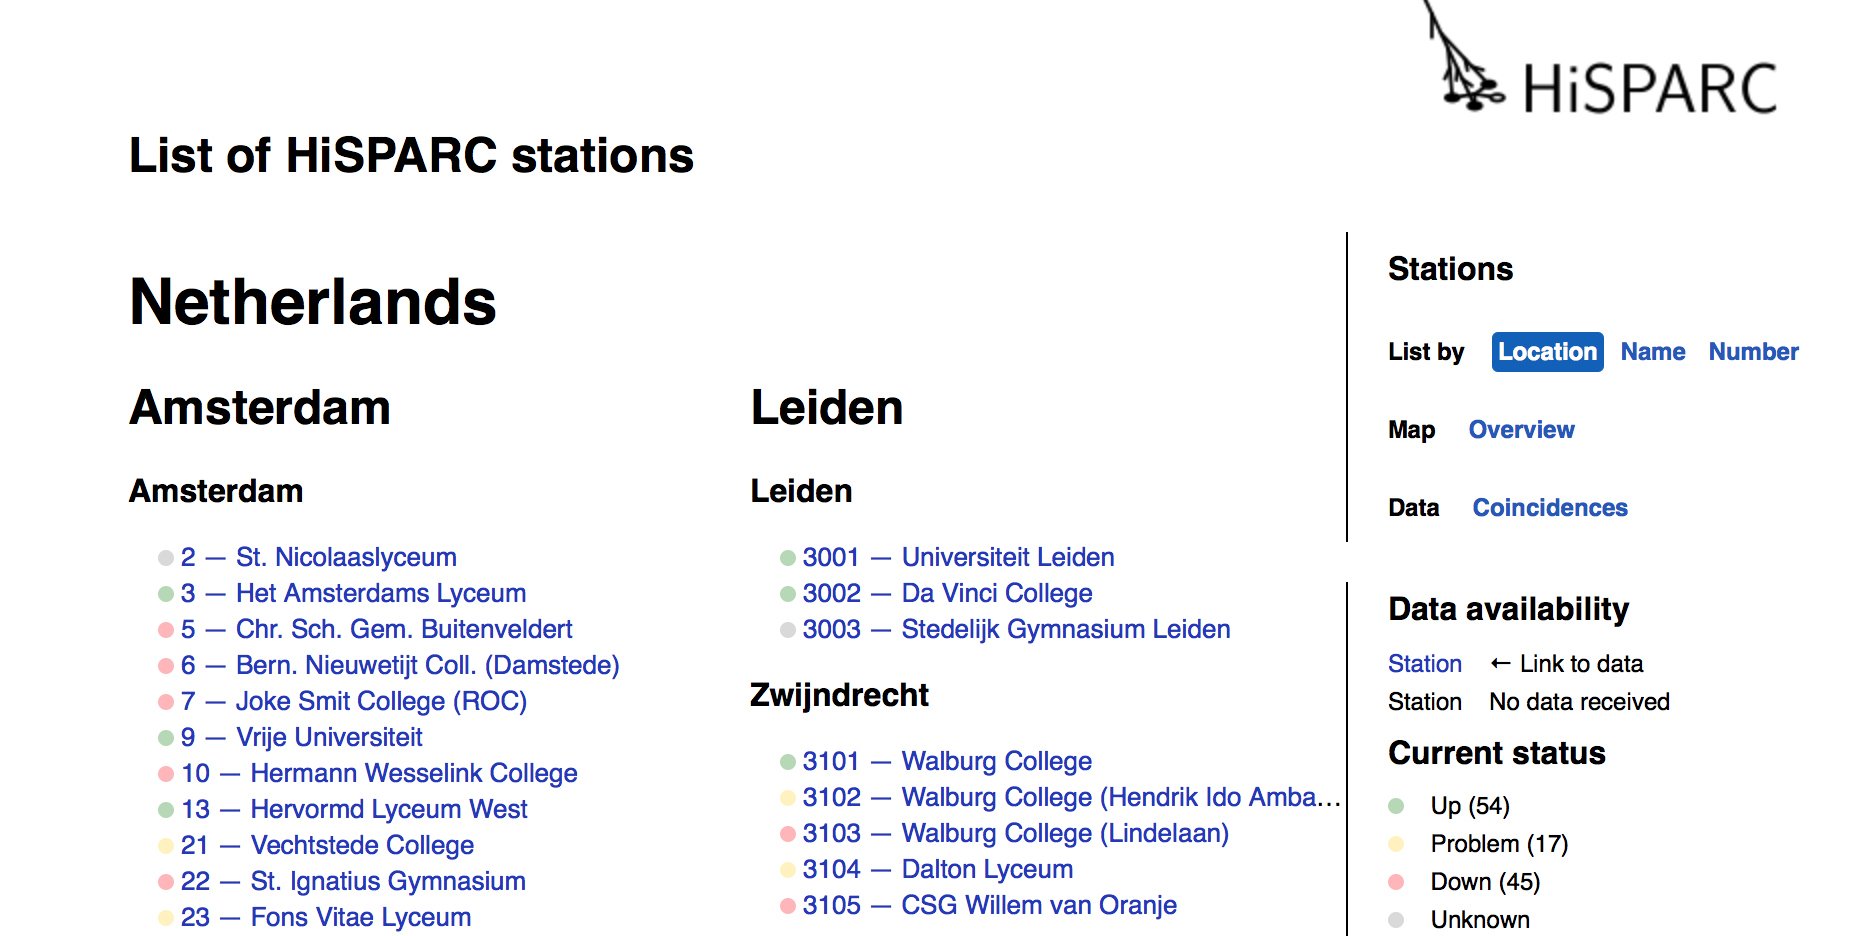 HiSPARC
List of HiSPARC stations
Netherlands
Amsterdam
Amsterdam
2 — St. Nicolaaslyceum
3 — Het Amsterdams Lyceum
5 — Chr. Sch. Gem. Buitenveldert
6 — Bern. Nieuwetijt Coll. (Damstede)
7 — Joke Smit College (ROC)
9 — Vrije Universiteit
10 — Hermann Wesselink College
13 — Hervormd Lyceum West
21 — Vechtstede College
22 — St. Ignatius Gymnasium
23 — Fons Vitae Lyceum
Leiden
Leiden
3001 — Universiteit Leiden
3002 — Da Vinci College
3003 — Stedelijk Gymnasium Leiden
Zwijndrecht
3101 — Walburg College
3102 — Walburg College (Hendrik Ido Amba...
3103 — Walburg College (Lindelaan)
3104 — Dalton Lyceum
3105 — CSG Willem van Oranje
Stations
List by Location Name Number
Map Overview
Data Coincidences
Data availability
Station ← Link to data
Station No data received
Current status
Up (54)
Problem (17)
Down (45)
Unknown